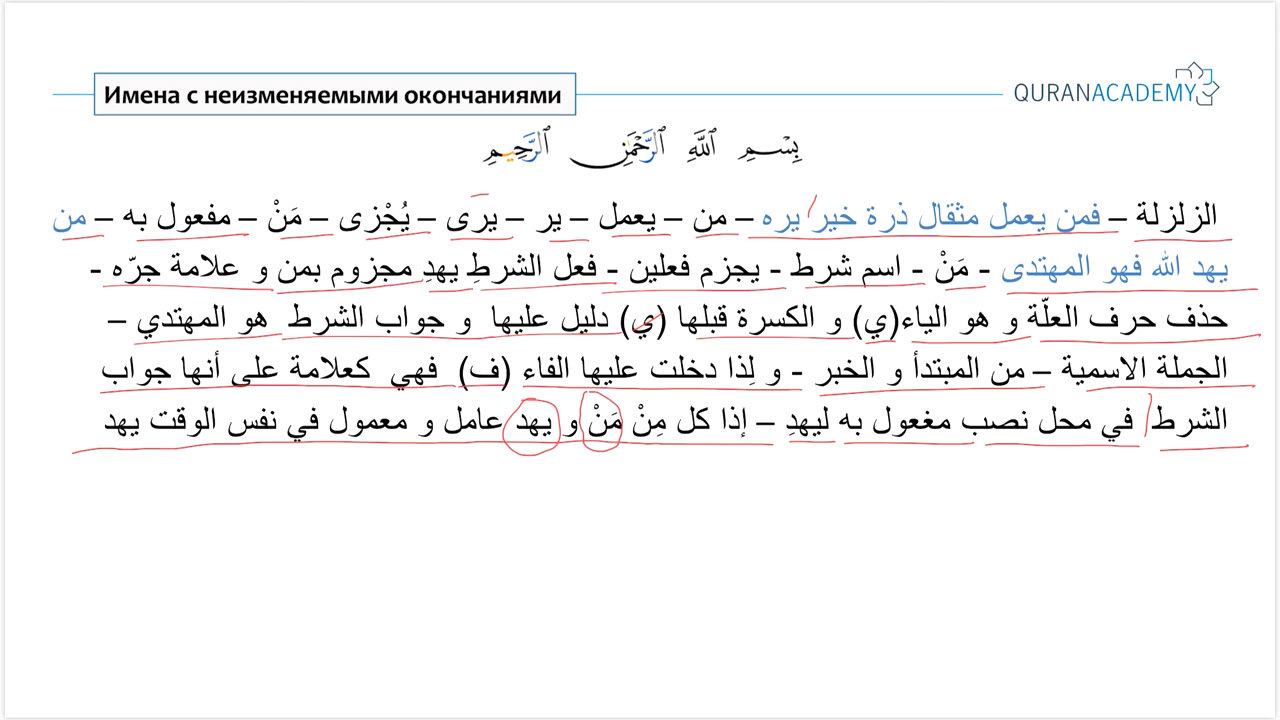 Имена с неизменяемыми окончаниями
QURANACADEMY
بِسْمِ ٱللَّهِ ٱلرَّحْمَٰنِ ٱلرَّحِيمِ
الزلزلة – فمن يعمل مثقال ذرة خيرا يره – من – يعمل – ير – يرى – يُجْزى – مَنْ – مفعول به – من
يهد الله فهو المهتدى - مَنْ - اسم شرط - يجزم فعلين - فعل الشرطِ يهدِ مجزوم بمن و علامة جرّه -
حذف حرف العلّة و هو الياء(ي) و الكسرة قبلها (ي) دليل عليها و جواب الشرط هو المهتدي –
الجملة الاسمية – من المبتدأ و الخبر - و لِذا دخلت عليها الفاء (ف) فهي كعلامة على أنها جواب
الشرط في محل نصب مغعول به ليهدِ – إذا كل مِنْ مَنْ و يهد عامل و معمول في نفس الوقت يهد